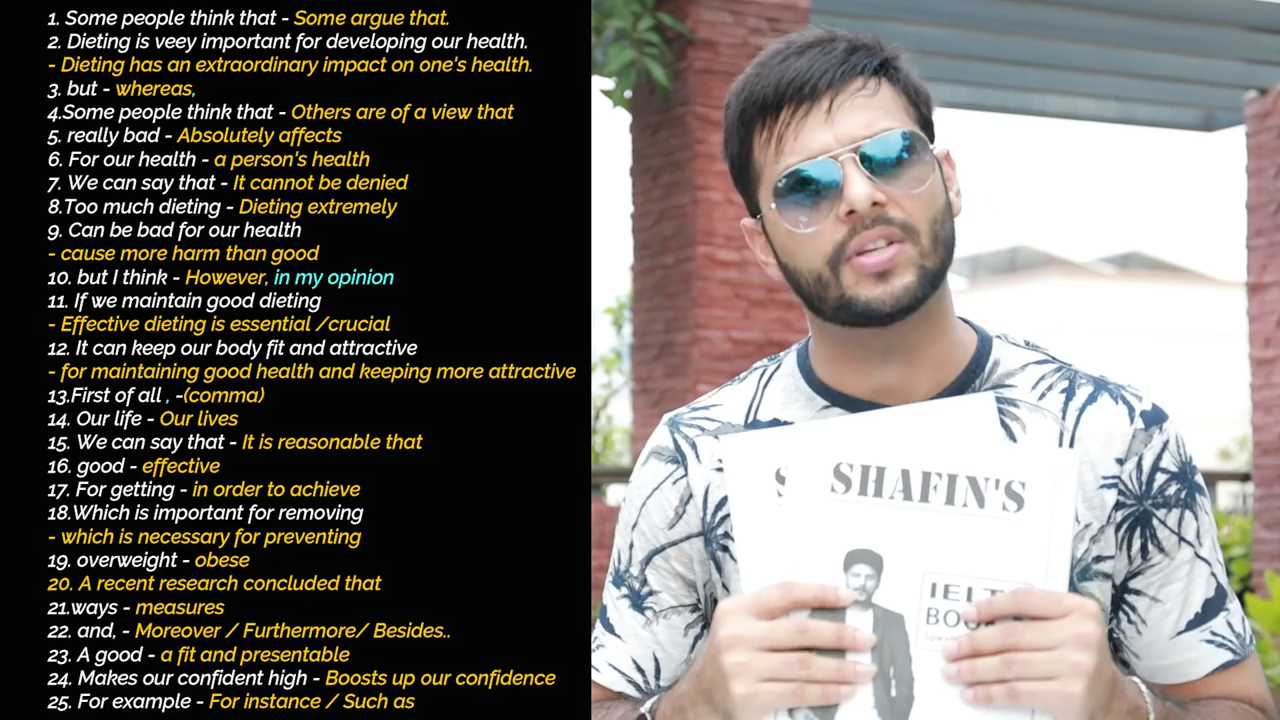 1. Some people think that - Some argue that.
2. Dieting is veey important for developing our health.
- Dieting has an extraordinary impact on one's health.
3. but - whereas,
4.Some people think that - Others are of a view that
5. really bad - Absolutely affects
6. For our health - a person's health
7. We can say that - It cannot be denied
8.Too much dieting - Dieting extremely
9. Can be bad for our health
- cause more harm than good
10. but I think - However, in my opinion
11. If we maintain good dieting
- Effective dieting is essential /crucial
12. It can keep our body fit and attractive
- for maintaining good health and keeping more attractive
13.First of all , -(comma)
14. Our life - Our lives
15. We can say that - It is reasonable that
16. good - effective
17. For getting - in order to achieve
18.Which is important for removing
- which is necessary for preventing
19. overweight - obese
20. A recent research concluded that
21.ways - measures
22. and, - Moreover / Furthermore/ Besides..
23. A good - a fit and presentable
24. Makes our confident high - Boosts up our confidence
25. For example - For instance / Such as
S SHAFIN'S